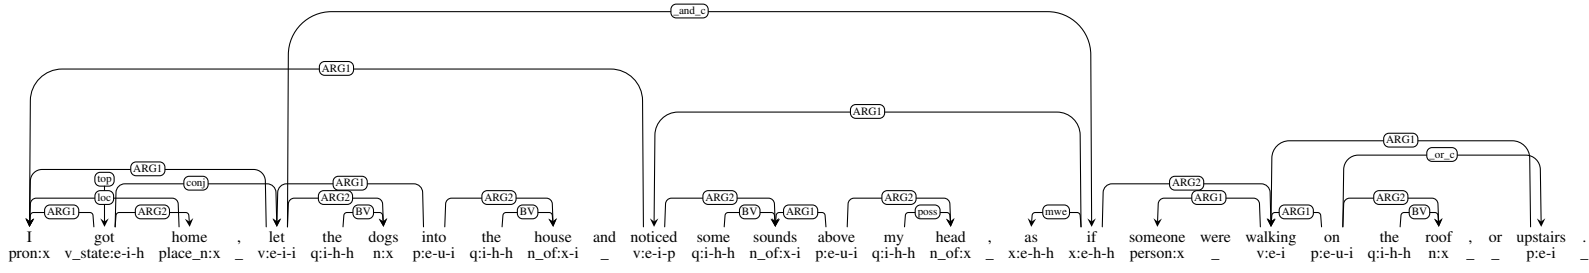 _and_c
ARG1
ARG1
ARG1 ARG1
top conj ARG1 ARG2 _or_c
loc ARG2 ARG2 ARG2 ARG2 ARG1 ARG2
ARG1 ARG2 BV BV BV ARG1 poss mwe ARG1 BV
I got home , let the dogs into the house and noticed some sounds above my head , as if someone were walking on the roof , or upstairs .
pron:x v_state:e-i-h place_n:x _ v:e-i-i q:i-h-h n:x p:e-u-i q:i-h-h n_of:x-i _ v:e-i-p q:i-h-h n_of:x-i p:e-u-i q:i-h-h n_of:x _ x:e-h-h x:e-h-h person:x _ v:e-i p:e-u-i q:i-h-h n:x _ _ p:e-i _